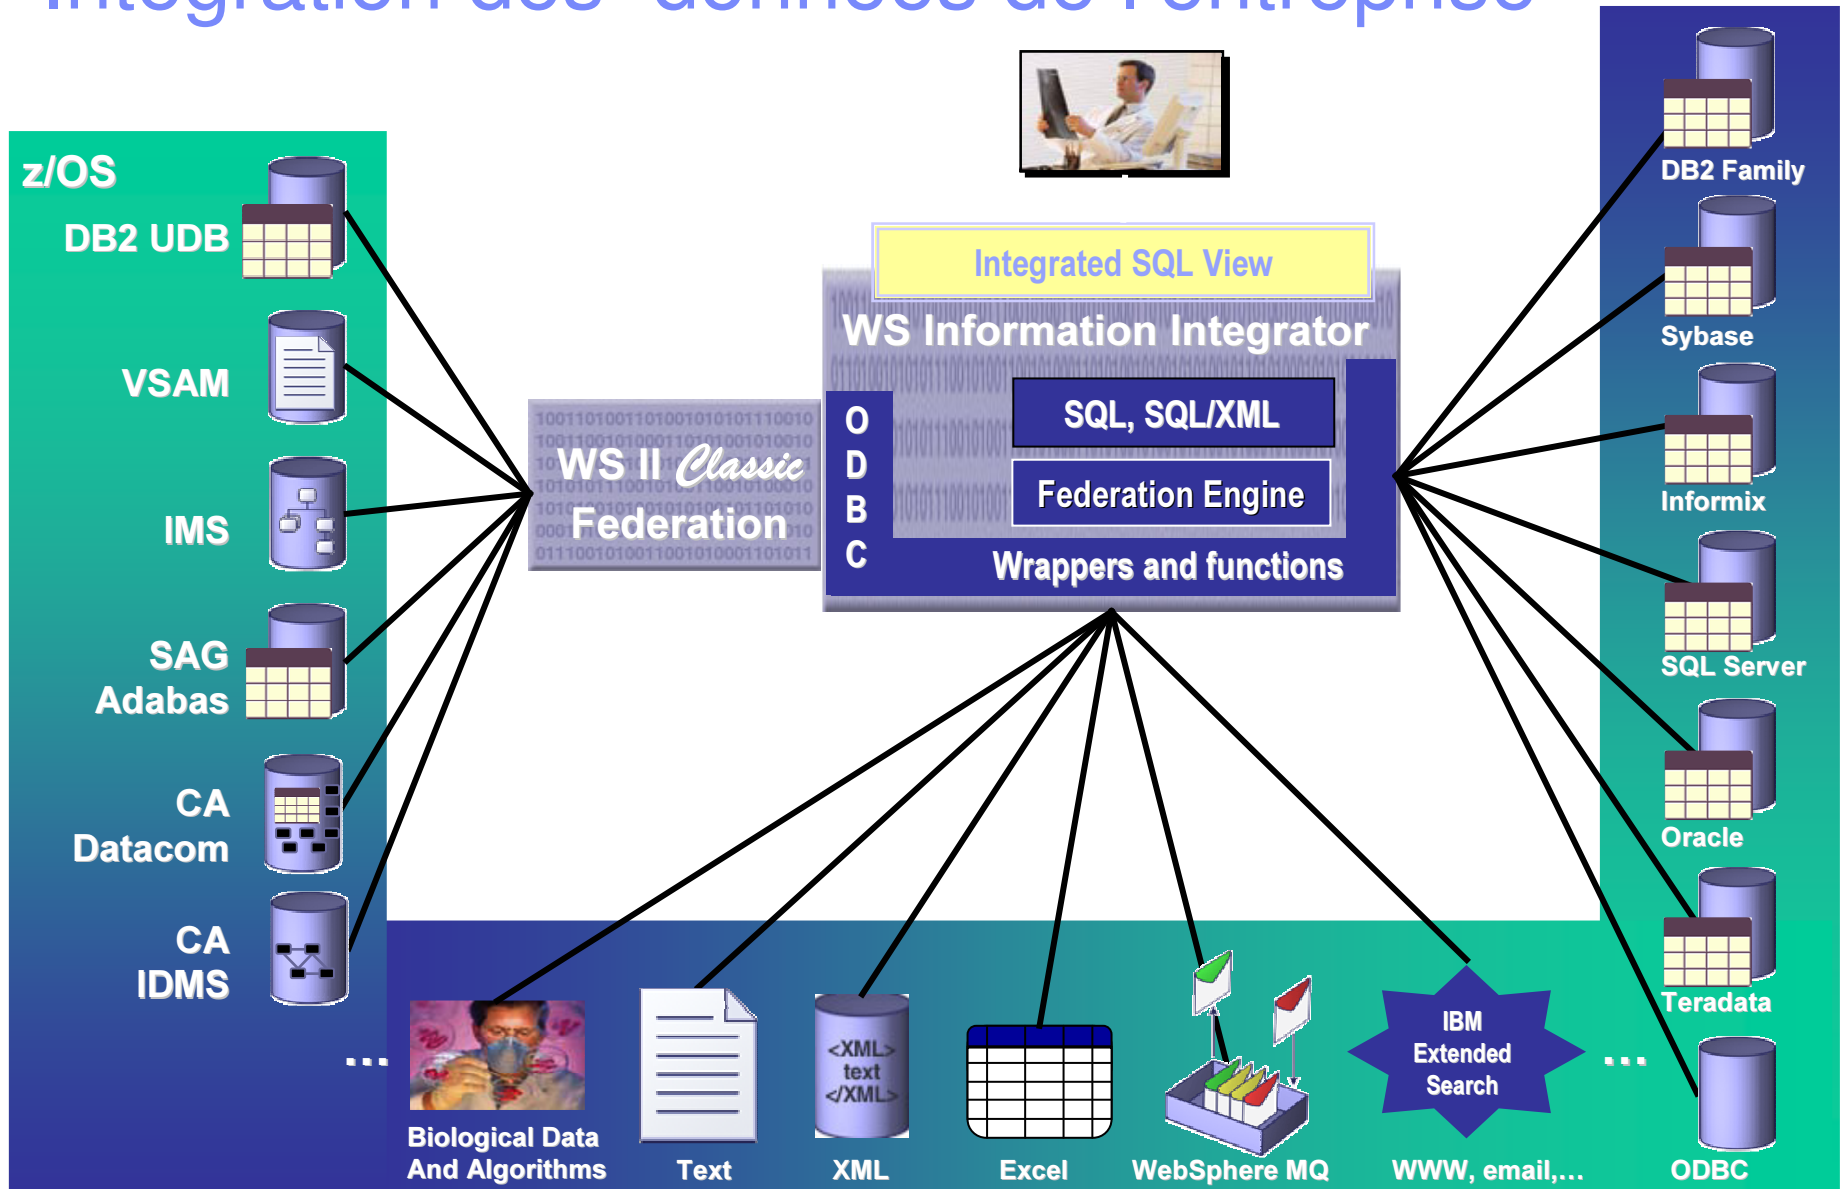 Intégration des données de l'entreprise
z/OS
DB2 UDB
VSAM
IMS
SAG
Adabas
CA
Datacom
CA
IDMS
...
WS II Classic
Federation
Integrated SQL View
WS Information Integrator
O
D
B
C
SQL, SQL/XML
Federation Engine
Wrappers and functions
DB2 Family
Sybase
Informix
SQL Server
Oracle
Teradata
ODBC
...
Biological Data
And Algorithms
Text
<XML>
text
</XML>
XML
Excel
WebSphere MQ
IBM
Extended
Search
WWW, email,...